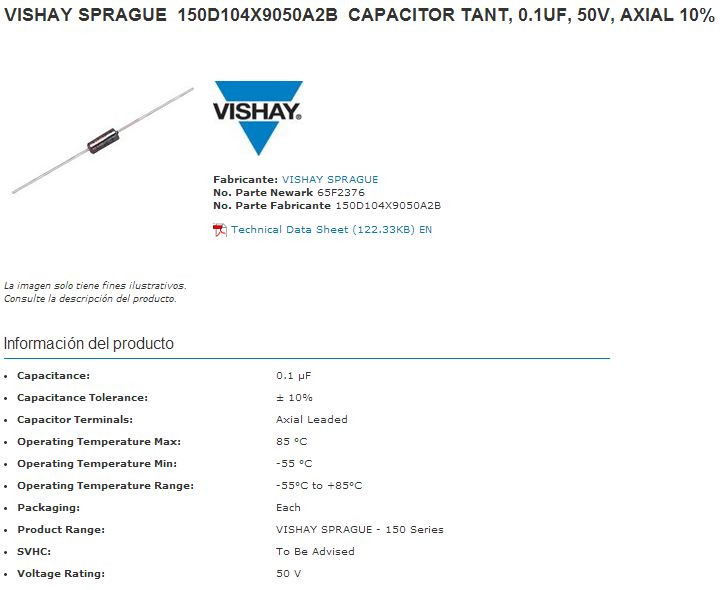 VISHAY SPRAGUE 150D104X9050A2B CAPACITOR TANT, 0.1UF, 50V, AXIAL 10%
VISHAY®
Fabricante: VISHAY SPRAGUE
No. Parte Newark 65F2376
No. Parte Fabricante 150D104X9050A2B
Technical Data Sheet (122.33KB) EN
La imagen solo tiene fines ilustrativos.
Consulte la descripción del producto.
Información del producto
• Capacitance: 0.1 µF
• Capacitance Tolerance: ± 10%
• Capacitor Terminals: Axial Leaded
• Operating Temperature Max: 85 °C
• Operating Temperature Min: -55 °C
• Operating Temperature Range: -55°C to +85°C
• Packaging: Each
• Product Range: VISHAY SPRAGUE - 150 Series
• SVHC: To Be Advised
• Voltage Rating: 50 V